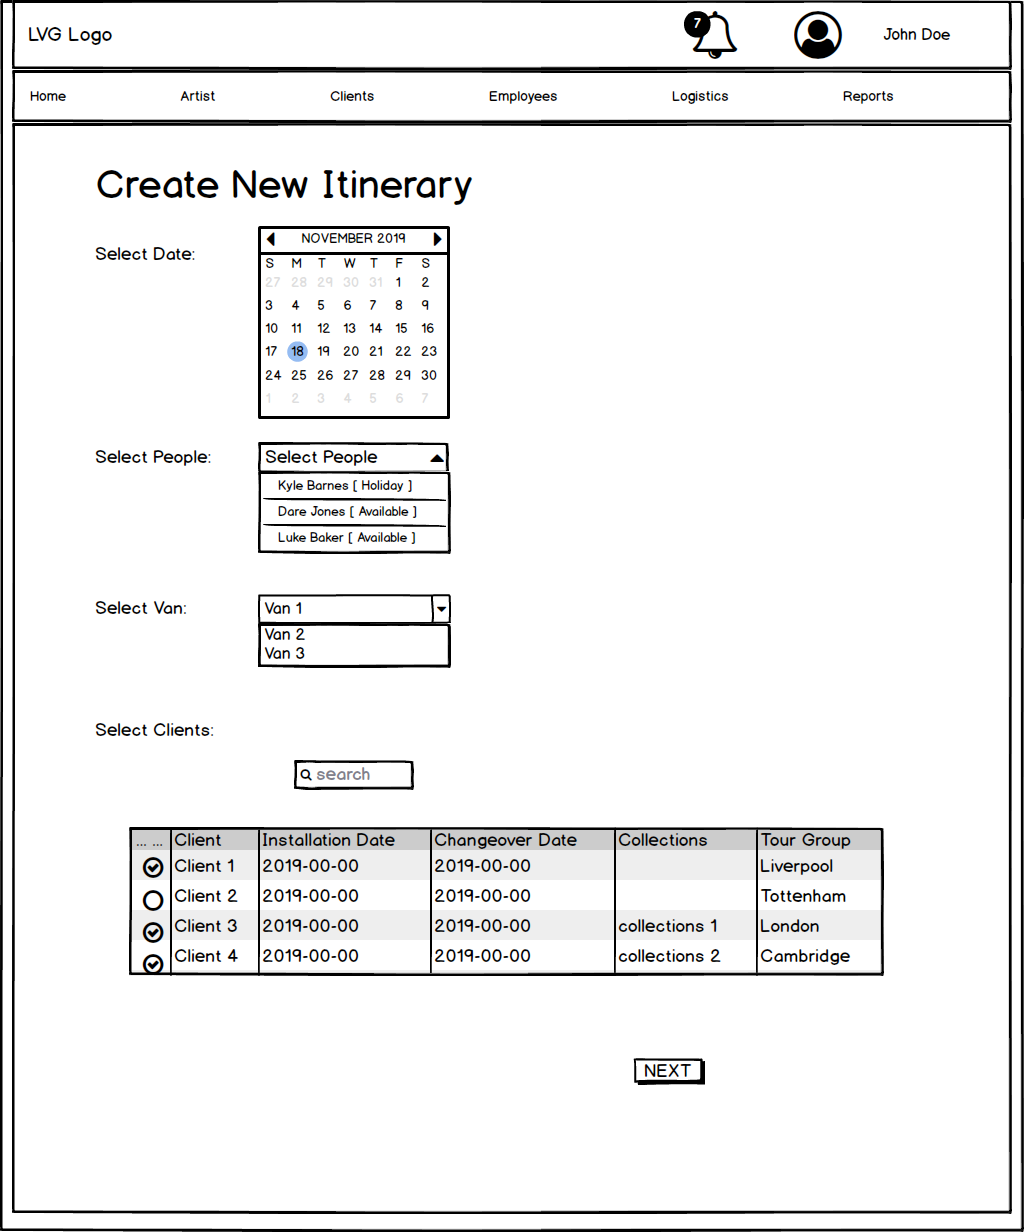 LVG Logo
7
John Doe
Home Artist Clients Employees Logistics Reports
Create New Itinerary
Select Date:
NOVEMBER 2019
S M T W T F S
27 28 29 30 31 1 2
3 4 5 6 7 8 9
10 11 12 13 14 15 16
17 18 19 20 21 22 23
24 25 26 27 28 29 30
1 2 3 4 5 6 7
Select People:
Select People
Kyle Barnes [ Holiday ]
Dare Jones [ Available ]
Luke Baker [ Available ]
Select Van:
Van 1
Van 2
Van 3
Select Clients:
search
... ... Client Installation Date Changeover Date Collections Tour Group
Client 1 2019-00-00 2019-00-00 Liverpool
Client 2 2019-00-00 2019-00-00 Tottenham
Client 3 2019-00-00 2019-00-00 collections 1 London
Client 4 2019-00-00 2019-00-00 collections 2 Cambridge
NEXT